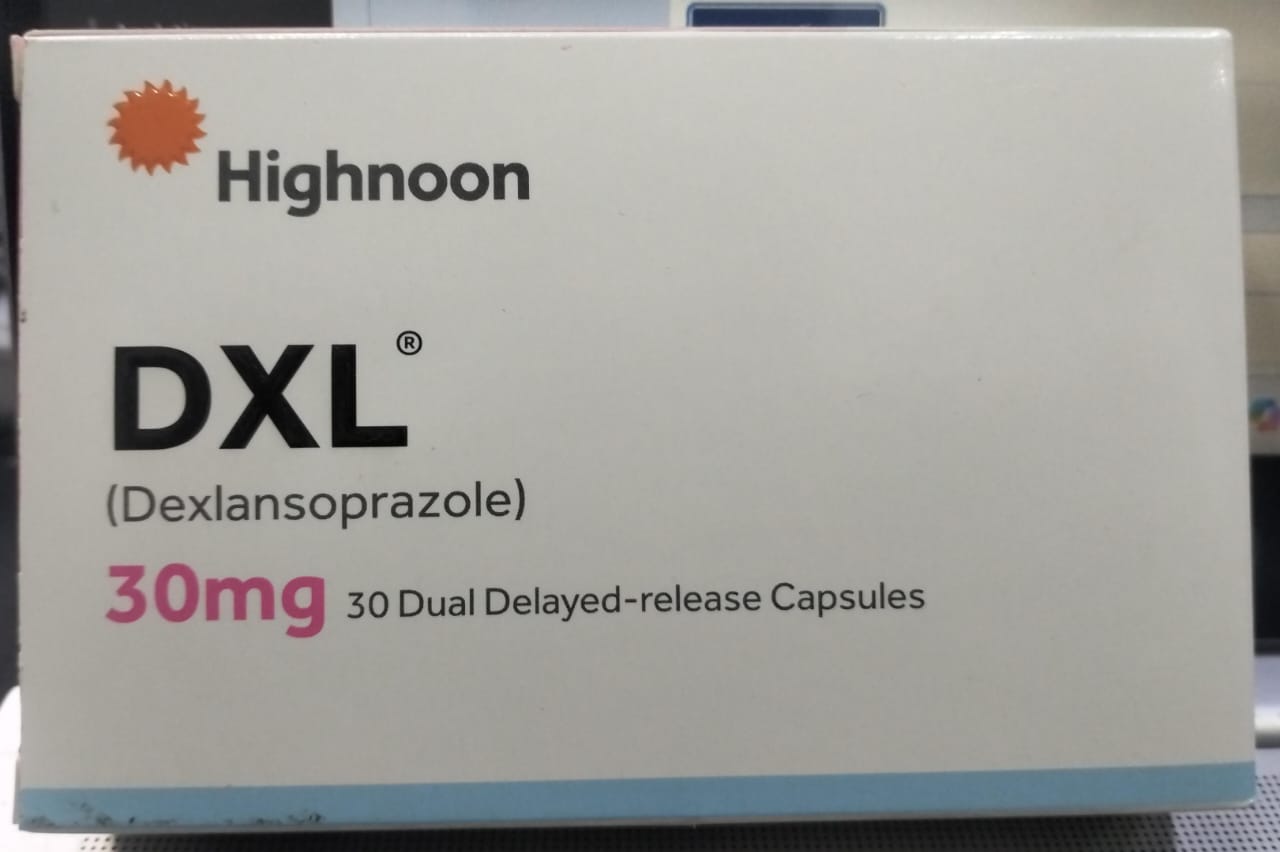 Highnoon
DXL®
(Dexlansoprazole)
30mg 30 Dual Delayed-release Capsules